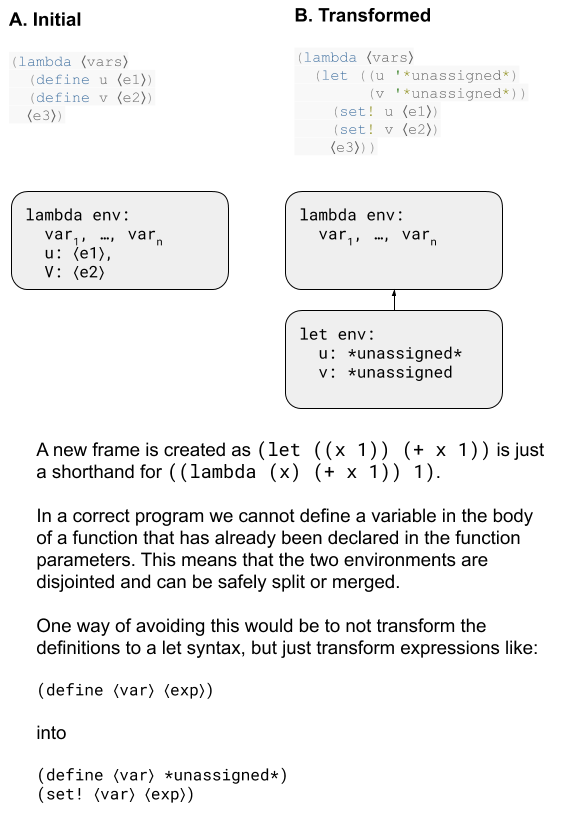 A. Initial
(lambda ⟨vars⟩
(define u ⟨e1⟩)
(define v ⟨e2⟩)
⟨e3⟩)
lambda env:
var1, …, varn
u: ⟨e1⟩,
V: ⟨e2⟩
B. Transformed
(lambda ⟨vars⟩
(let ((u '*unassigned*)
(v '*unassigned*))
(set! u ⟨e1⟩)
(set! v ⟨e2⟩)
⟨e3⟩))
lambda env:
var1, …, varn
let env:
u: *unassigned*
v: *unassigned
A new frame is created as (let ((x 1)) (+ x 1)) is just
a shorthand for ((lambda (x) (+ x 1)) 1).
In a correct program we cannot define a variable in the body
of a function that has already been declared in the function
parameters. This means that the two environments are
disjointed and can be safely split or merged.
One way of avoiding this would be to not transform the
definitions to a let syntax, but just transform expressions like:
(define ⟨var⟩ ⟨exp⟩)
into
(define ⟨var⟩ *unassigned*)
(set! ⟨var⟩ ⟨exp⟩)